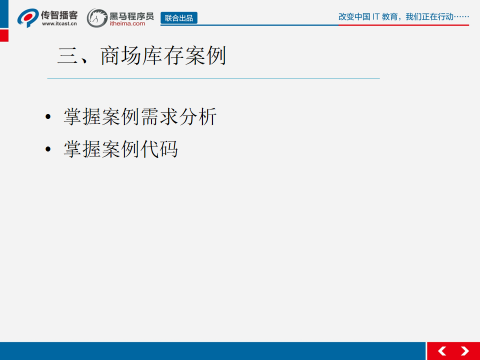 传智播客
www.itcast.cn
黑马程序员
itheima.com
联合出品
改变中国 IT 教育，我们正在行动……
三、商场库存案例
• 掌握案例需求分析
• 掌握案例代码